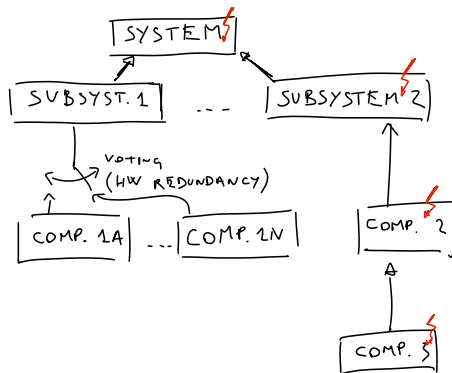 SYSTEM
SUBSYST. 1
...
SUBSYSTEM 2
VOTING
(HW REDUNDANCY)
COMP. 1A
...
COMP. 1N
COMP. 2
COMP. 3